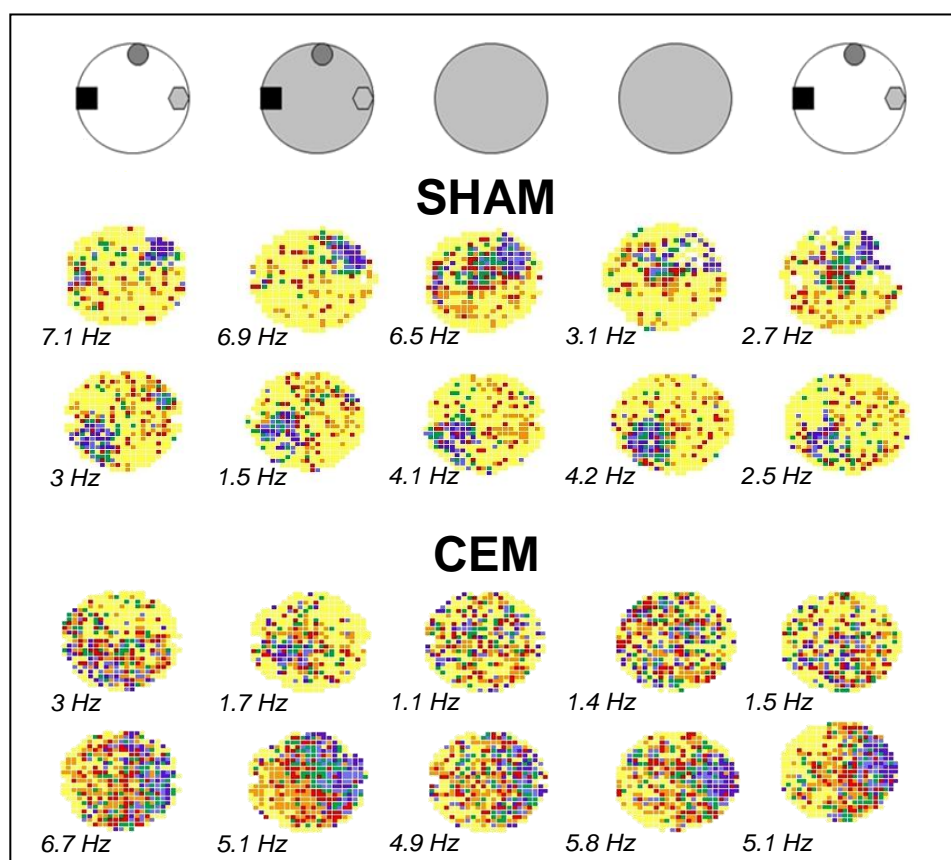 SHAM
7.1 Hz 6.9 Hz 6.5 Hz 3.1 Hz 2.7 Hz
3 Hz 1.5 Hz 4.1 Hz 4.2 Hz 2.5 Hz
CEM
3 Hz 1.7 Hz 1.1 Hz 1.4 Hz 1.5 Hz
6.7 Hz 5.1 Hz 4.9 Hz 5.8 Hz 5.1 Hz